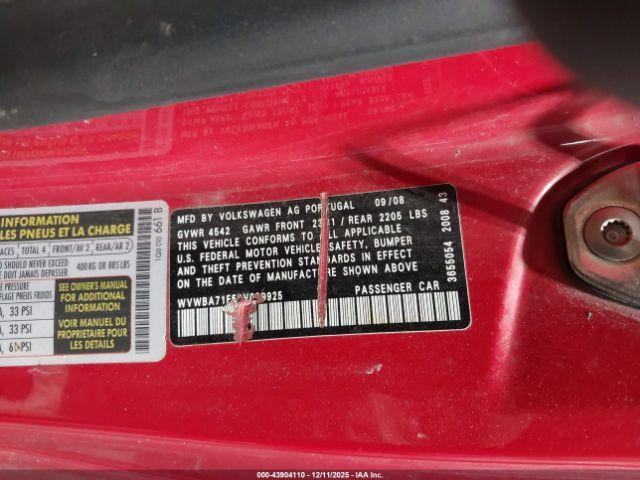 INFORMATION
LES PNEUS ET LA CHARGE
TOTAL 4 FRONT/AV 2 REAR/AR 2
SHOULD NEVER EXCEED
DOIT JAMAIS DEPASSER
400 KG OR 885 LBS
SEE OWNER'S MANUAL
FOR ADDITIONAL
INFORMATION
VOIR LE MANUEL DU
PROPRIETAIRE POUR
LES DETAILS
33 PSI
33 PSI
661 B
MFD BY VOLKSWAGEN AG PORTUGAL 09/08
GVWR 4542 GAWR FRONT / REAR 2205 LBS
THIS VEHICLE CONFORMS TO ALL APPLICABLE
U.S. FEDERAL MOTOR VEHICLE SAFETY, BUMPER
AND THEFT PREVENTION STANDARDS IN EFFECT
ON THE DATE OF MANUFACTURE SHOWN ABOVE
PASSENGER CAR
3655054 2008 43
000-43904110 - 12/11/2025 - IAA, Inc.